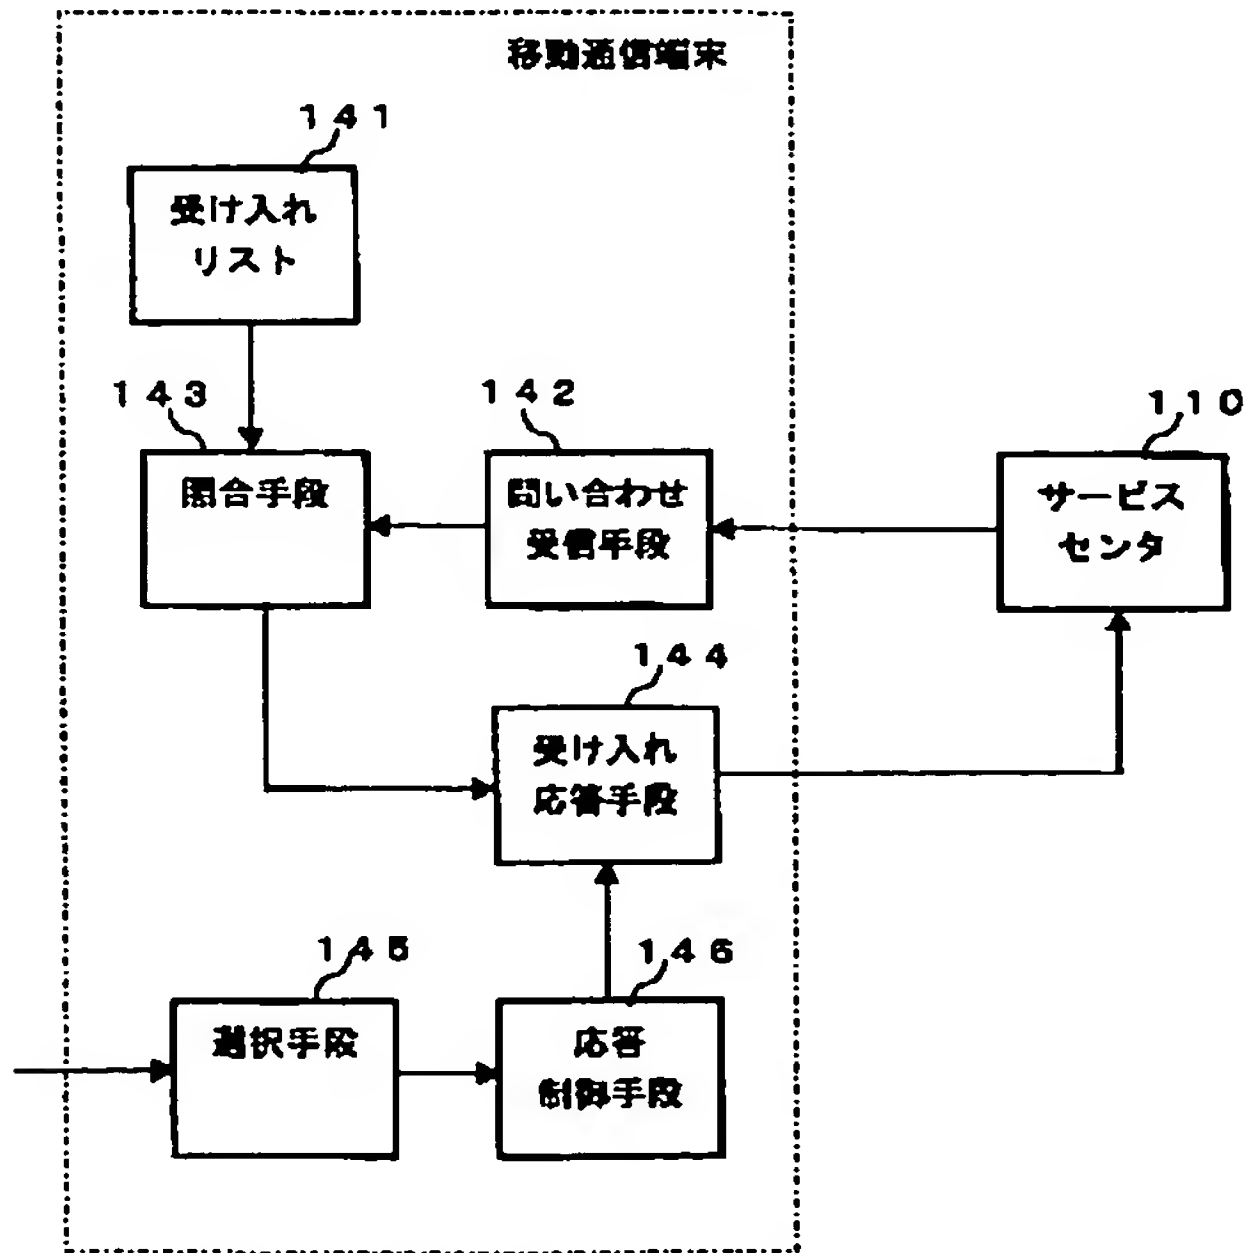 移動通信端末
141
受け入れ
リスト
143
照合手段
142
問い合わせ
受信手段
110
サービス
センタ
144
受け入れ
応答手段
145
選択手段
146
応答
制御手段